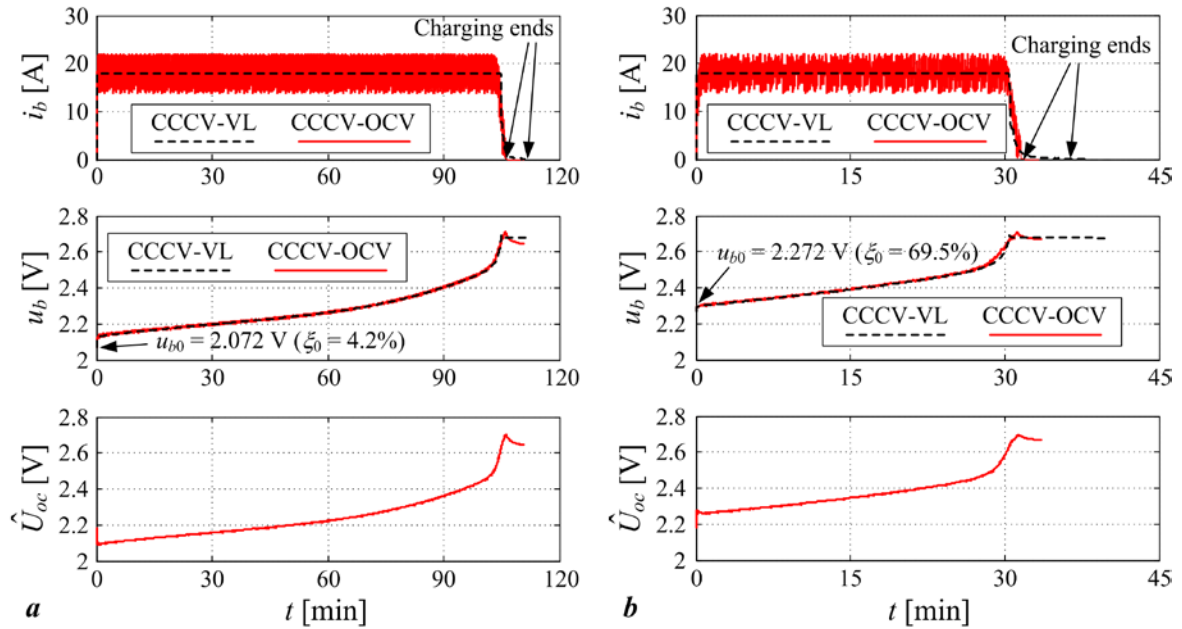 30
20
10
0
i_b [A]
Charging ends
CCCV-VL CCCV-OCV
0 30 60 90 120
2.8
2.6
2.4
2.2
2
u_b [V]
CCCV-VL CCCV-OCV
u_b0 = 2.072 V (ξ_0 = 4.2%)
0 30 60 90 120
2.8
2.6
2.4
2.2
2
Û_oc [V]
0 30 60 90 120
a t [min]
30
20
10
0
i_b [A]
Charging ends
CCCV-VL CCCV-OCV
0 15 30 45
2.8
2.6
2.4
2.2
2
u_b [V]
u_b0 = 2.272 V (ξ_0 = 69.5%)
CCCV-VL CCCV-OCV
0 15 30 45
2.8
2.6
2.4
2.2
2
Û_oc [V]
0 15 30 45
b t [min]